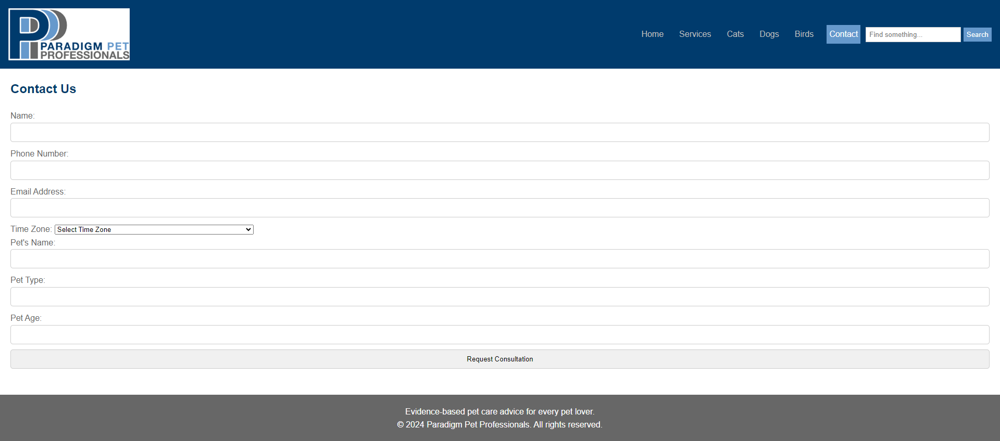 PARADIGM PET
PROFESSIONALS
Home Services Cats Dogs Birds Contact Find something... Search
Contact Us
Name:
Phone Number:
Email Address:
Time Zone: Select Time Zone
Pet's Name:
Pet Type:
Pet Age:
Request Consultation
Evidence-based pet care advice for every pet lover.
© 2024 Paradigm Pet Professionals. All rights reserved.